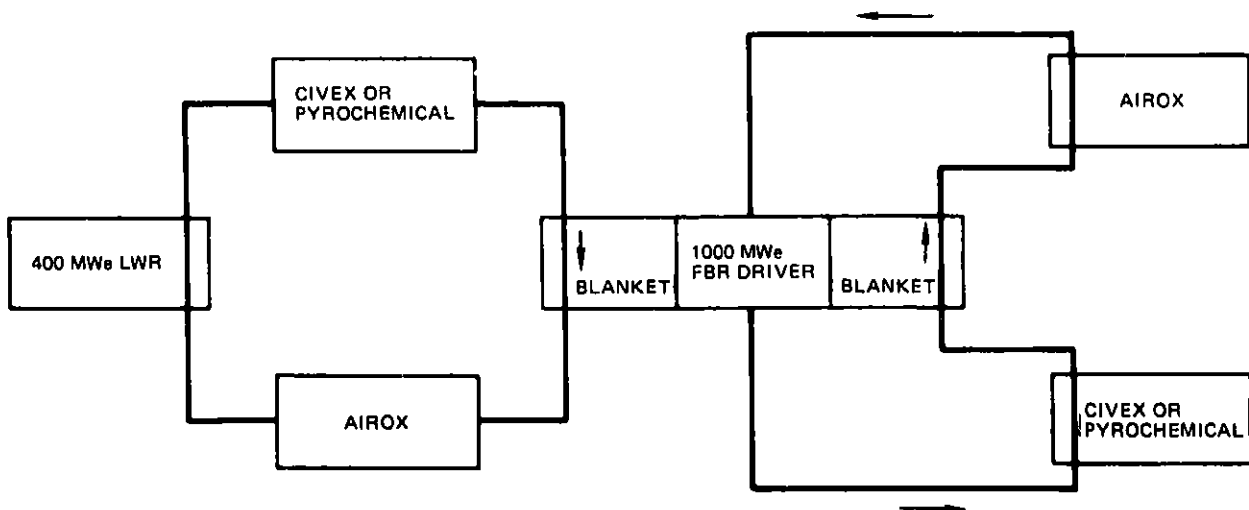 CIVEX OR
PYROCHEMICAL
AIROX
400 MWe LWR
BLANKET
1000 MWe
FBR DRIVER
BLANKET
AIROX
CIVEX OR
PYROCHEMICAL